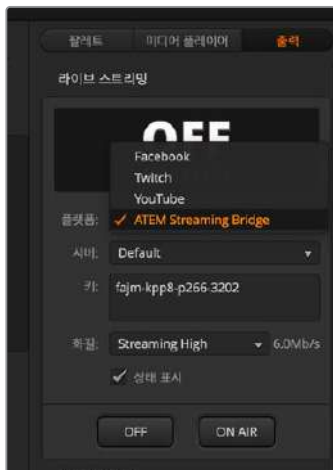 팔레트 미디어 플레이어 출력
라이브 스트리밍
OFF
Facebook
Twitch
YouTube
플랫폼: ✓ ATEM Streaming Bridge
서버: Default
키: fajm-kpp8-p266-3202
화질: Streaming High 6.0Mb/s
✓ 상태 표시
OFF ON AIR